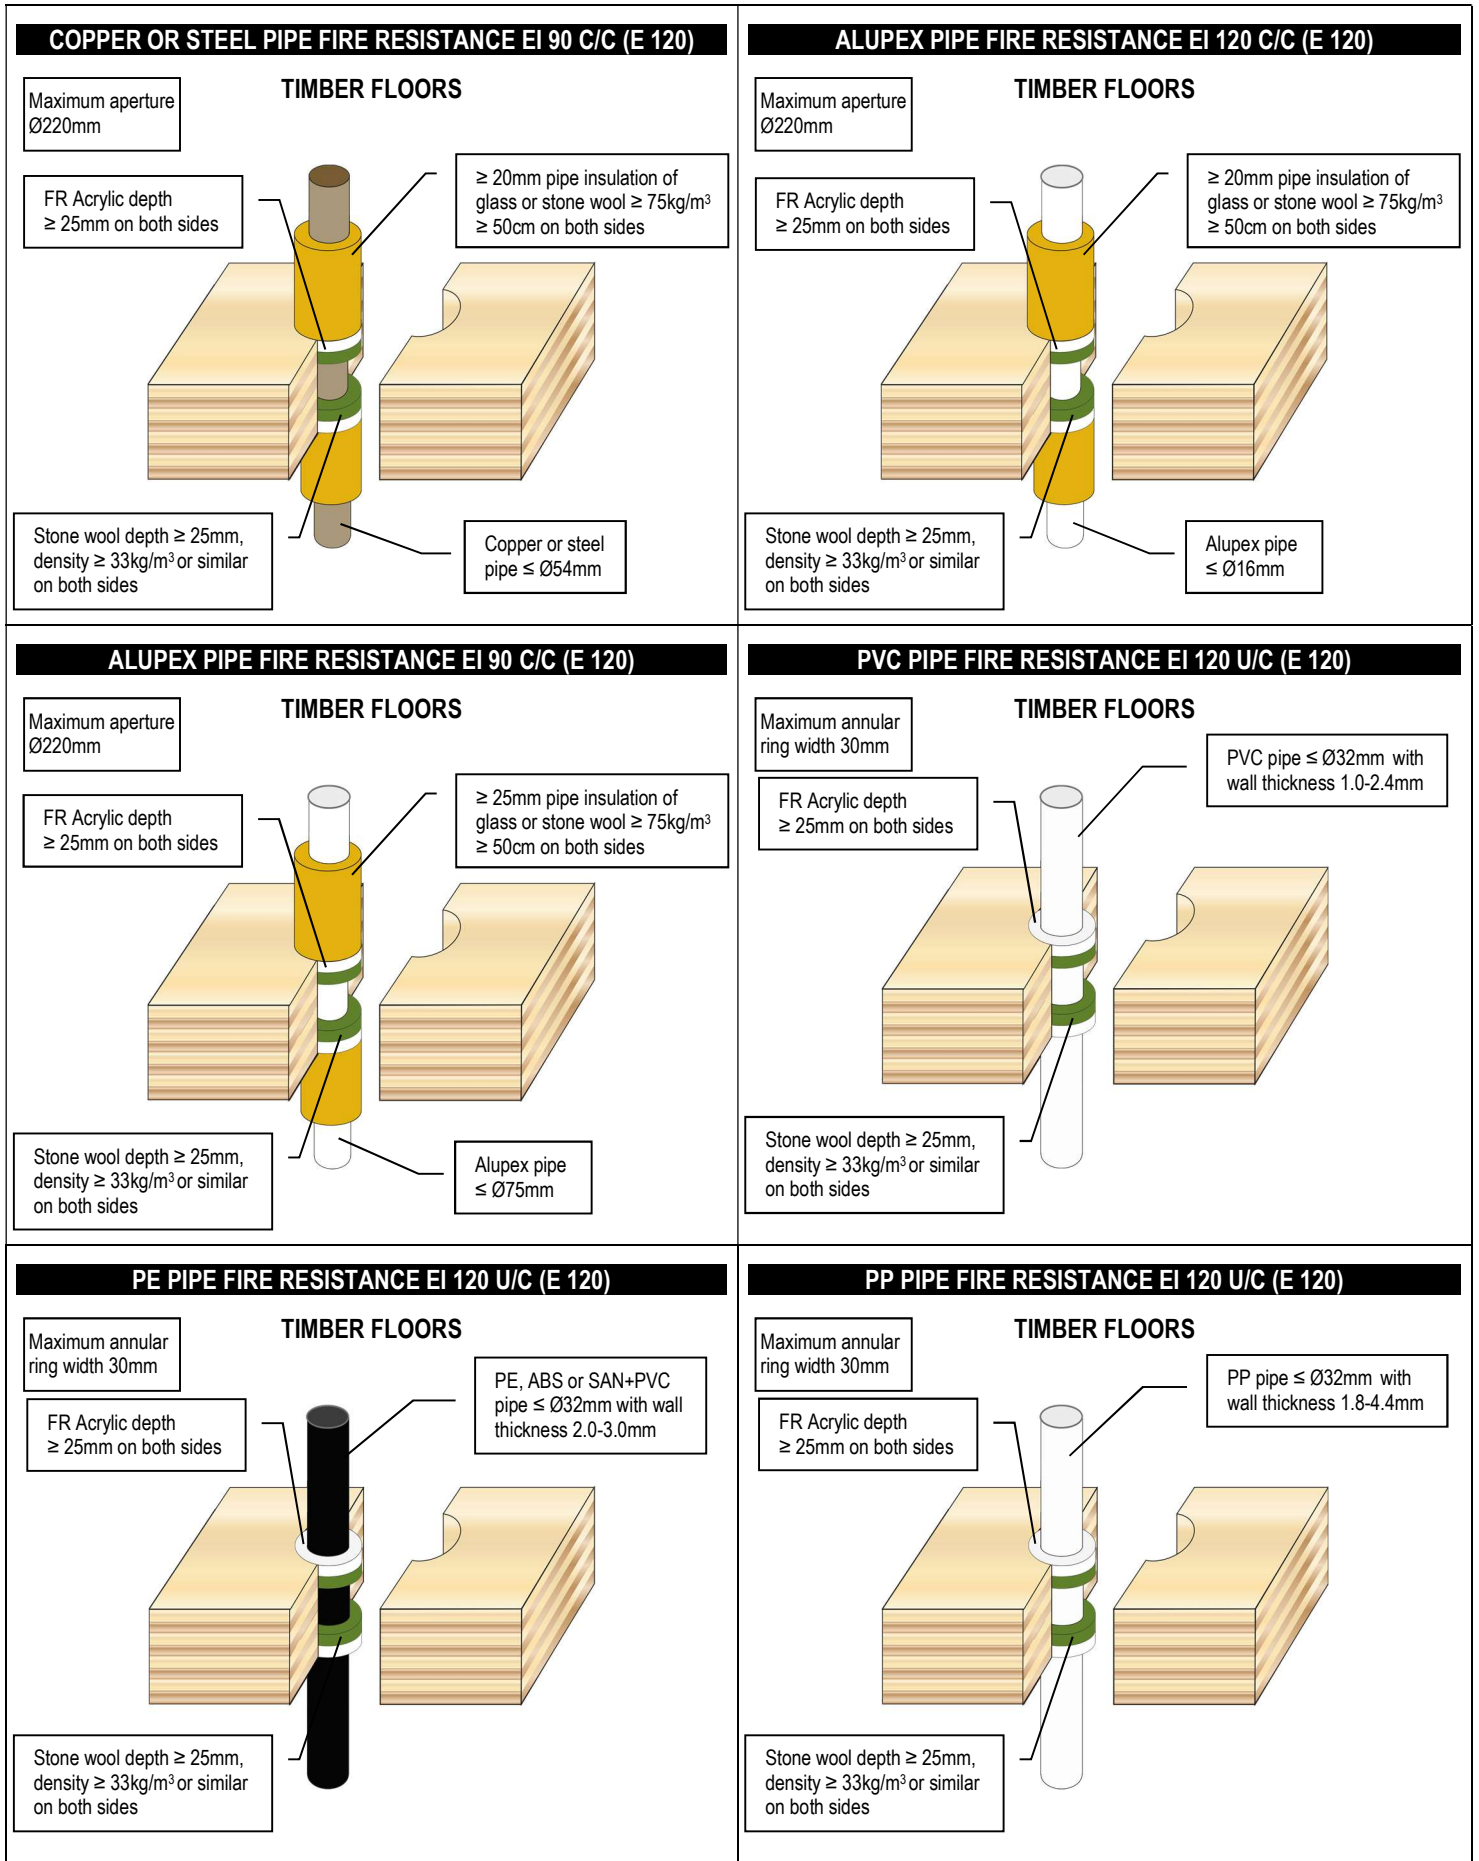 COPPER OR STEEL PIPE FIRE RESISTANCE EI 90 C/C (E 120)
TIMBER FLOORS
Maximum aperture
Ø220mm
FR Acrylic depth
≥ 25mm on both sides
≥ 20mm pipe insulation of
glass or stone wool ≥ 75kg/m³
≥ 50cm on both sides
Stone wool depth ≥ 25mm,
density ≥ 33kg/m³ or similar
on both sides
Copper or steel
pipe ≤ Ø54mm
ALUPEX PIPE FIRE RESISTANCE EI 120 C/C (E 120)
TIMBER FLOORS
Maximum aperture
Ø220mm
FR Acrylic depth
≥ 25mm on both sides
≥ 20mm pipe insulation of
glass or stone wool ≥ 75kg/m³
≥ 50cm on both sides
Stone wool depth ≥ 25mm,
density ≥ 33kg/m³ or similar
on both sides
Alupex pipe
≤ Ø16mm
ALUPEX PIPE FIRE RESISTANCE EI 90 C/C (E 120)
TIMBER FLOORS
Maximum aperture
Ø220mm
FR Acrylic depth
≥ 25mm on both sides
≥ 25mm pipe insulation of
glass or stone wool ≥ 75kg/m³
≥ 50cm on both sides
Stone wool depth ≥ 25mm,
density ≥ 33kg/m³ or similar
on both sides
Alupex pipe
≤ Ø75mm
PVC PIPE FIRE RESISTANCE EI 120 U/C (E 120)
TIMBER FLOORS
Maximum annular
ring width 30mm
PVC pipe ≤ Ø32mm with
wall thickness 1.0-2.4mm
FR Acrylic depth
≥ 25mm on both sides
Stone wool depth ≥ 25mm,
density ≥ 33kg/m³ or similar
on both sides
PE PIPE FIRE RESISTANCE EI 120 U/C (E 120)
TIMBER FLOORS
Maximum annular
ring width 30mm
PE, ABS or SAN+PVC
pipe ≤ Ø32mm with wall
thickness 2.0-3.0mm
FR Acrylic depth
≥ 25mm on both sides
Stone wool depth ≥ 25mm,
density ≥ 33kg/m³ or similar
on both sides
PP PIPE FIRE RESISTANCE EI 120 U/C (E 120)
TIMBER FLOORS
Maximum annular
ring width 30mm
PP pipe ≤ Ø32mm with
wall thickness 1.8-4.4mm
FR Acrylic depth
≥ 25mm on both sides
Stone wool depth ≥ 25mm,
density ≥ 33kg/m³ or similar
on both sides